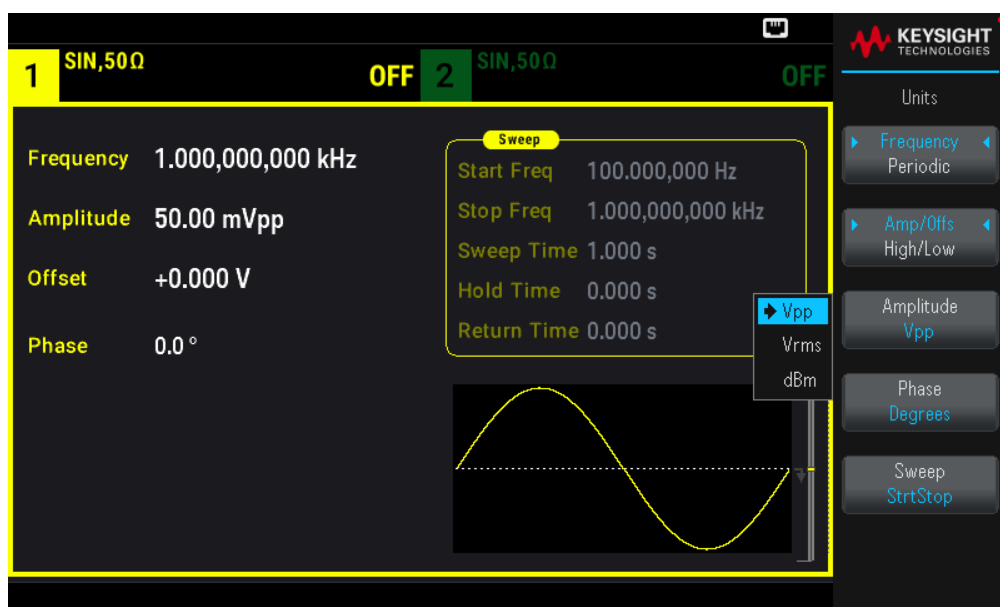 KEYSIGHT
TECHNOLOGIES
1 SIN,50Ω OFF
2 SIN,50Ω OFF
Frequency 1.000,000,000 kHz
Amplitude 50.00 mVpp
Offset +0.000 V
Phase 0.0 °
Sweep
Start Freq 100.000,000 Hz
Stop Freq 1.000,000,000 kHz
Sweep Time 1.000 s
Hold Time 0.000 s
Return Time 0.000 s
Vpp
Vrms
dBm
Units
Frequency
Periodic
Amp/Offs
High/Low
Amplitude
Vpp
Phase
Degrees
Sweep
StrtStop